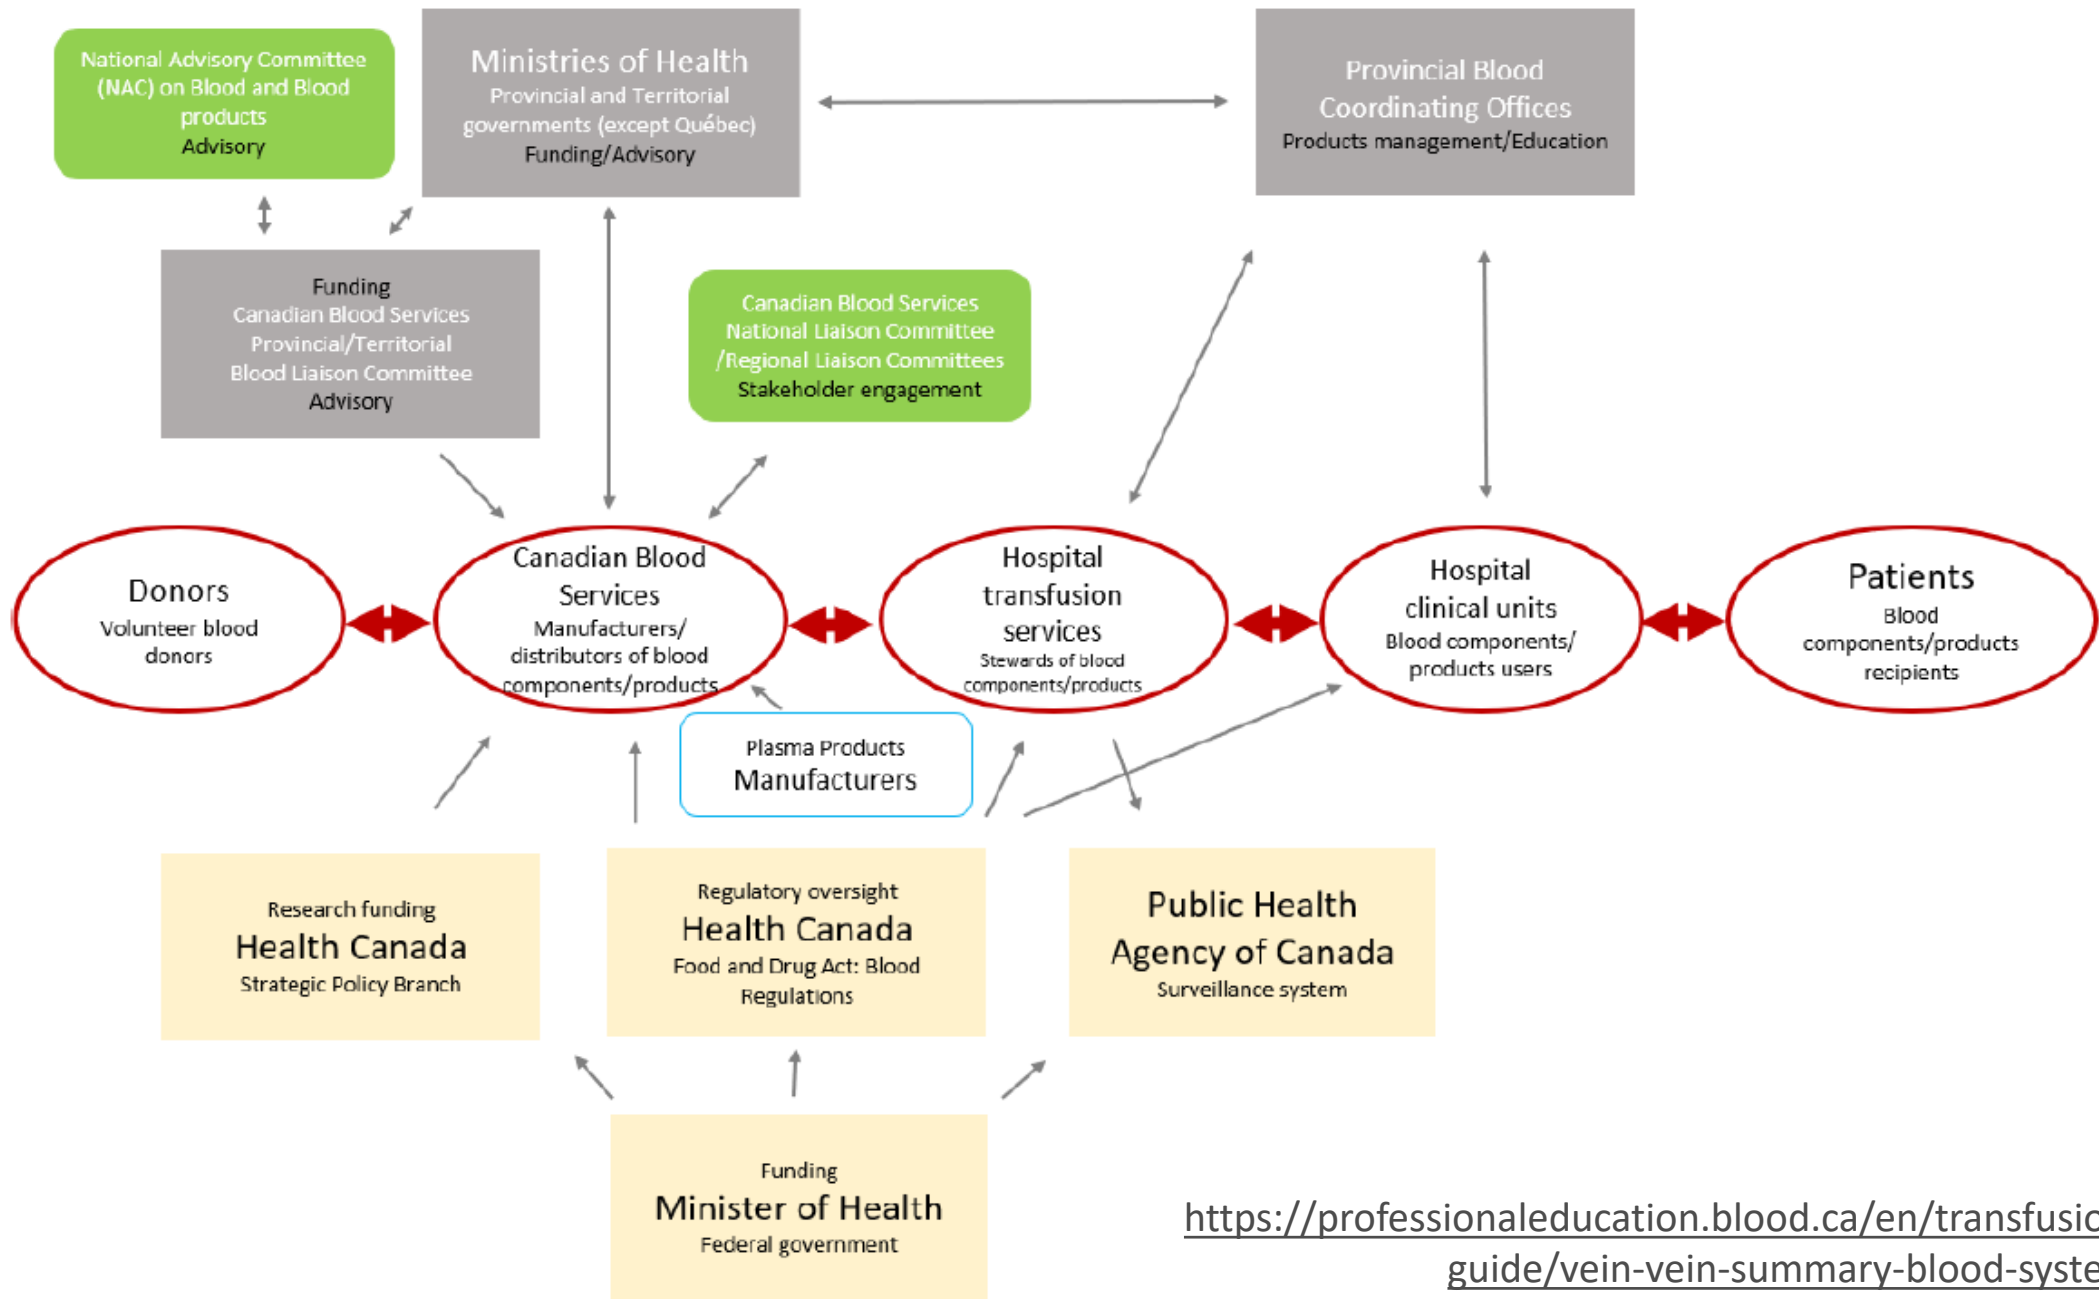 National Advisory Committee
(NAC) on Blood and Blood
products
Advisory
Ministries of Health
Provincial and Territorial
governments (except Québec)
Funding/Advisory
Provincial Blood
Coordinating Offices
Products management/Education
Funding
Canadian Blood Services
Provincial/Territorial
Blood Liaison Committee
Advisory
Canadian Blood Services
National Liaison Committee
/Regional Liaison Committees
Stakeholder engagement
Donors
Volunteer blood
donors
Canadian Blood
Services
Manufacturers/
distributors of blood
components/products
Hospital
transfusion
services
Stewards of blood
components/products
Hospital
clinical units
Blood components/
products users
Patients
Blood
components/products
recipients
Plasma Products
Manufacturers
Research funding
Health Canada
Strategic Policy Branch
Regulatory oversight
Health Canada
Food and Drug Act: Blood
Regulations
Public Health
Agency of Canada
Surveillance system
Funding
Minister of Health
Federal government
https://professionaleducation.blood.ca/en/transfusio
guide/vein-vein-summary-blood-syste